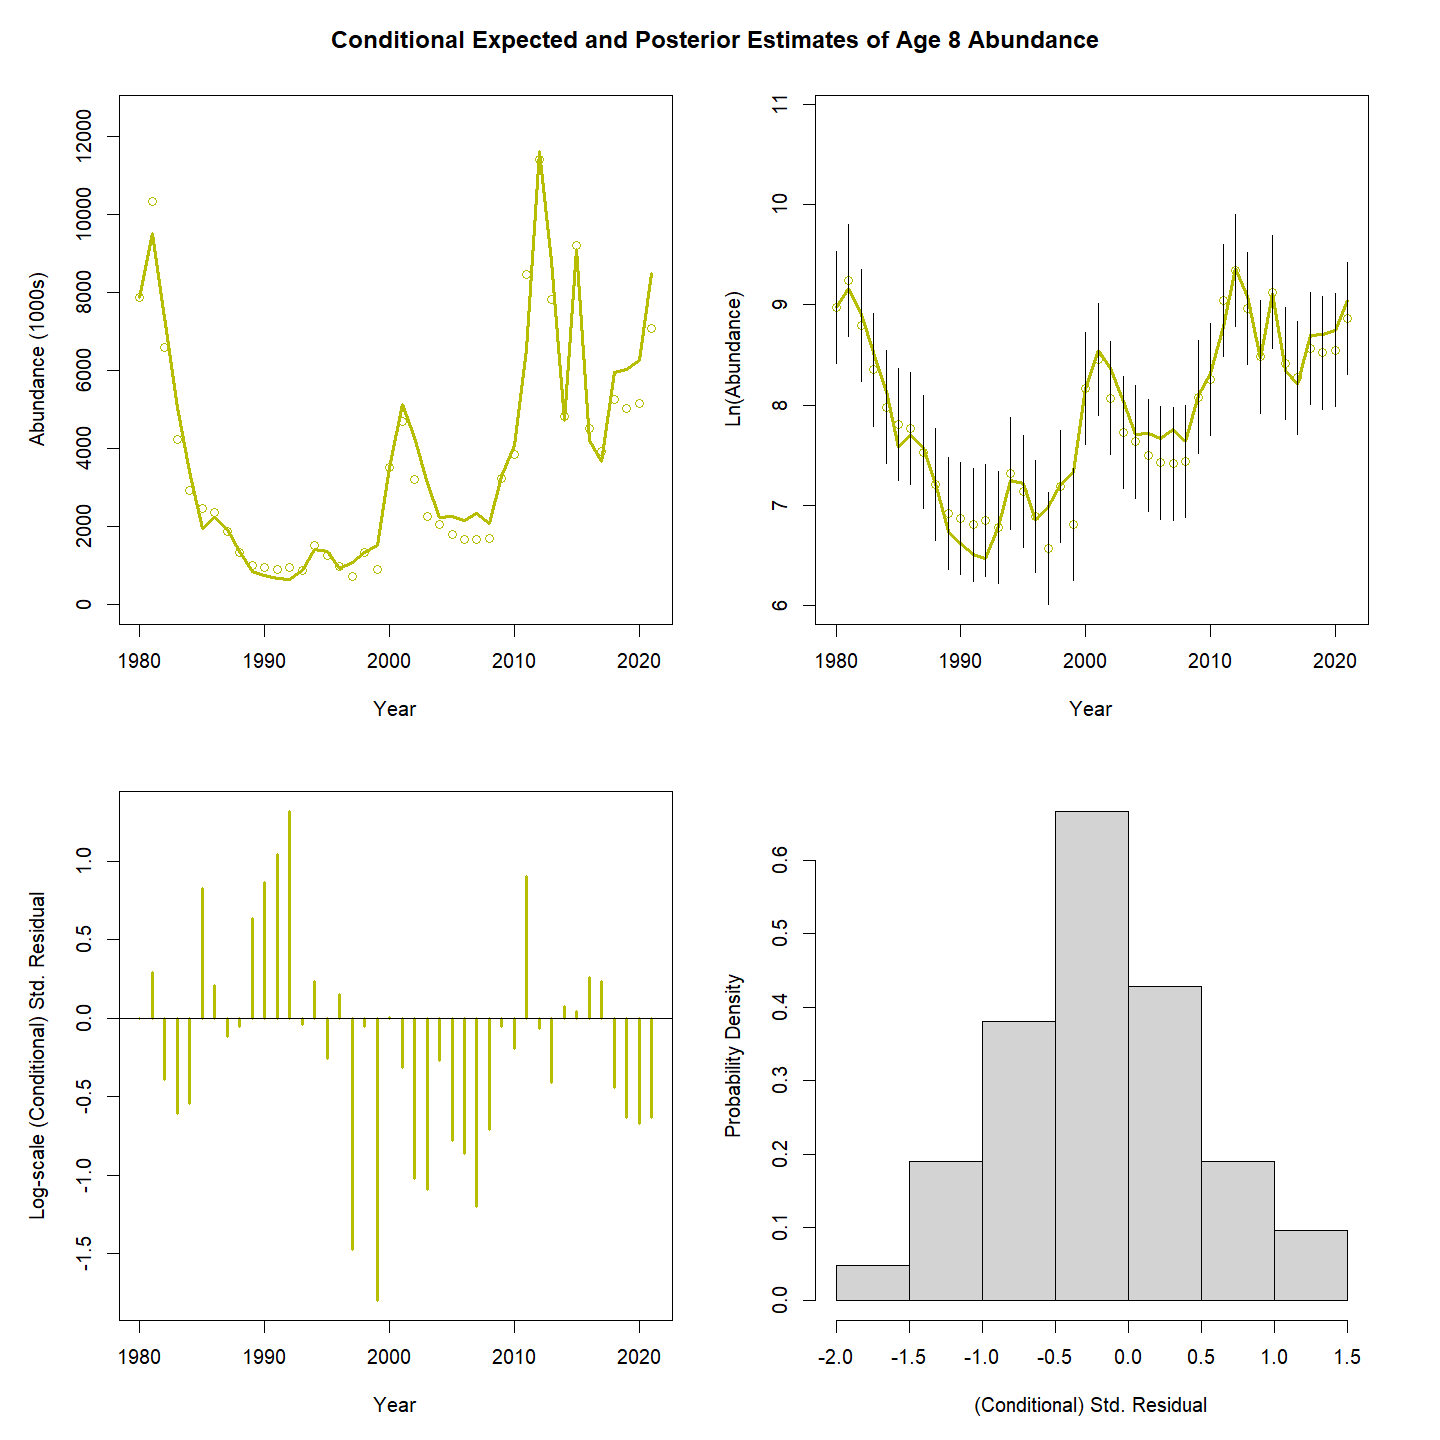 Conditional Expected and Posterior Estimates of Age 8 Abundance
Abundance (1000s)
12000
10000
8000
6000
4000
2000
0
1980 1990 2000 2010 2020
Year
Ln(Abundance)
11
10
9
8
7
6
1980 1990 2000 2010 2020
Year
Log-scale (Conditional) Std. Residual
1.0
0.5
0.0
-0.5
-1.0
-1.5
1980 1990 2000 2010 2020
Year
Probability Density
0.6
0.5
0.4
0.3
0.2
0.1
0.0
-2.0 -1.5 -1.0 -0.5 0.0 0.5 1.0 1.5
(Conditional) Std. Residual